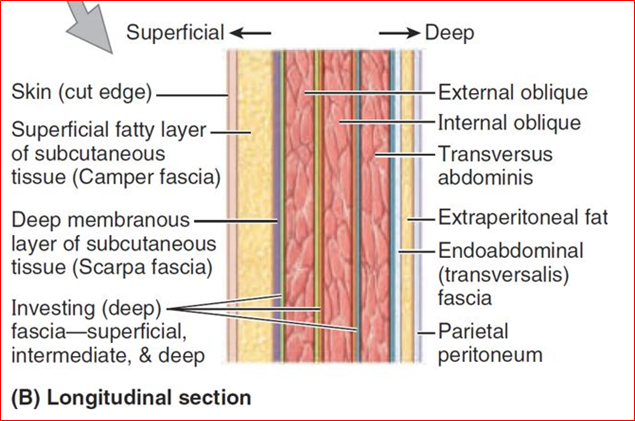 Superficial
Deep
Skin (cut edge)
Superficial fatty layer
of subcutaneous
tissue (Camper fascia)
Deep membranous
layer of subcutaneous
tissue (Scarpa fascia)
Investing (deep)
fascia—superficial,
intermediate, & deep
External oblique
Internal oblique
Transversus
abdominis
Extraperitoneal fat
Endoabdominal
(transversalis)
fascia
Parietal
peritoneum
(B) Longitudinal section